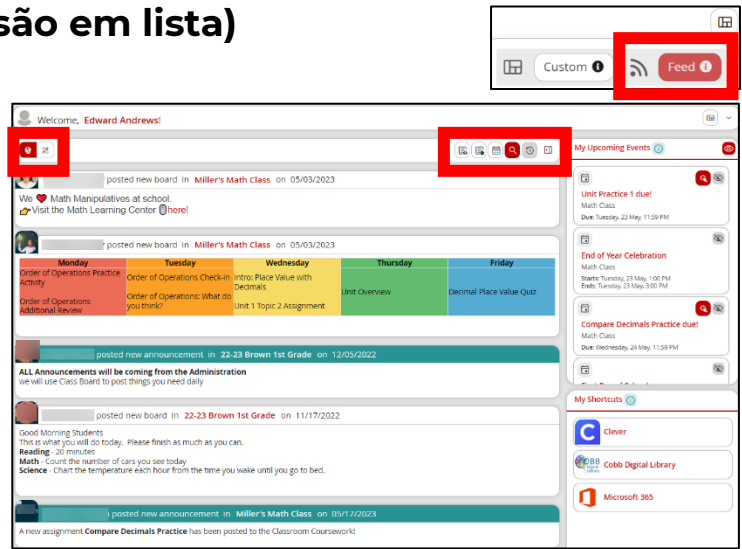 são em lista)
Custom
Feed
Welcome, Edward Andrews!
posted new board in Miller's Math Class on 05/03/2023
We ❤ Math Manipulatives at school.
👉Visit the Math Learning Center here!
posted new board in Miller's Math Class on 05/03/2023
Monday Tuesday Wednesday Thursday Friday
Order of Operations Practice Activity
Order of Operations Additional Review
Order of Operations Check-In
Order of Operations: What do you think?
Intro: Place Value with Decimals
Unit 1 Topic 2 Assignment
Unit Overview
Decimal Place Value Quiz
posted new announcement in 22-23 Brown 1st Grade on 12/05/2022
ALL Announcements will be coming from the Administration
we will use Class Board to post things you need daily
posted new board in 22-23 Brown 1st Grade on 11/17/2022
Good Morning Students
This is what you will do today. Please finish as much as you can.
Reading - 20 minutes
Math - Count the number of cars you see today
Science - Chart the temperature each hour from the time you wake until you go to bed.
posted new announcement in Miller's Math Class on 05/17/2023
A new assignment Compare Decimals Practice has been posted to the Classroom Coursework!
My Upcoming Events
Unit Practice 1 due!
Math Class
Due: Tuesday, 23 May, 11:59 PM
End of Year Celebration
Math Class
Starts: Tuesday, 23 May, 1:00 PM
Ends: Tuesday, 23 May, 3:00 PM
Compare Decimals Practice due!
Math Class
Due: Wednesday, 24 May, 11:59 PM
My Shortcuts
Clever
Cobb Digital Library
Microsoft 365